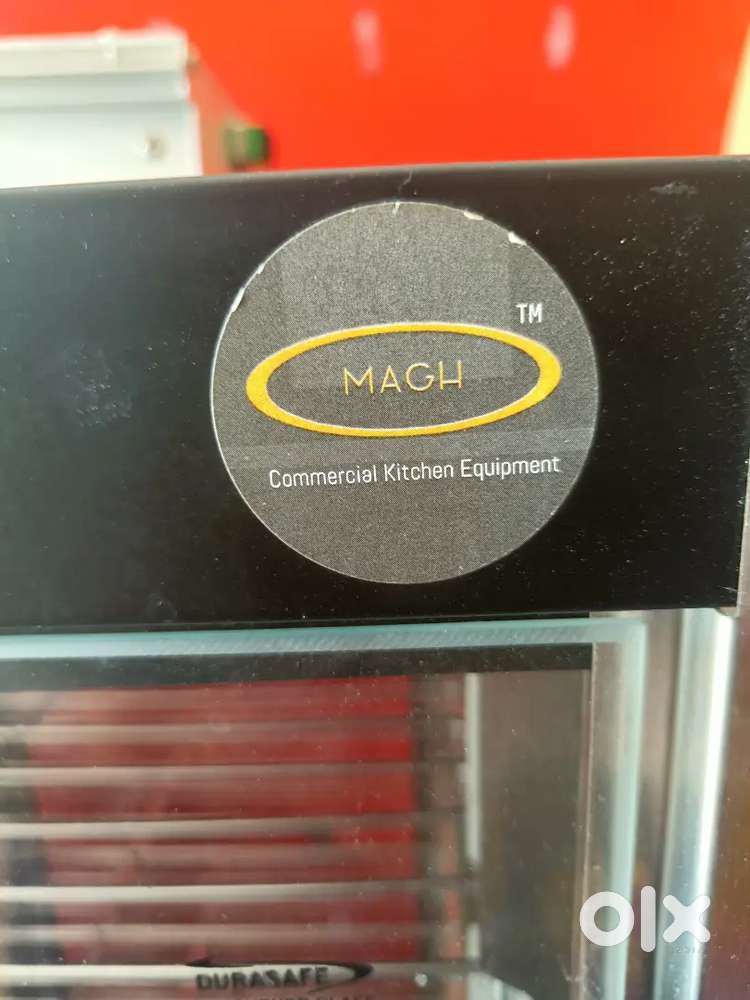 TM
MAGH
Commercial Kitchen Equipment
olx
DURASAFE